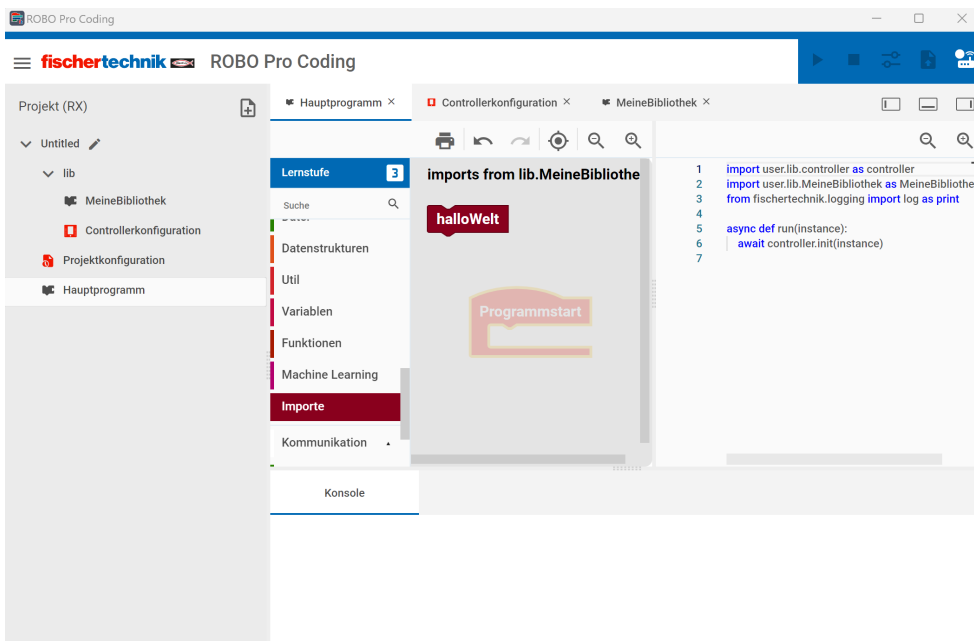 ROBO Pro Coding
fischertechnik ROBO Pro Coding
Projekt (RX)
Untitled
lib
MeineBibliothek
Controllerkonfiguration
Projektkonfiguration
Hauptprogramm
Hauptprogramm × Controllerkonfiguration × MeineBibliothek ×
Lernstufe 3
Suche
Datenstrukturen
Util
Variablen
Funktionen
Machine Learning
Importe
Kommunikation
imports from lib.MeineBibliothe
halloWelt
Programmstart
1 import user.lib.controller as controller
2 import user.lib.MeineBibliothek as MeineBibliothe
3 from fischertechnik.logging import log as print
4
5 async def run(instance):
6 await controller.init(instance)
7
Konsole